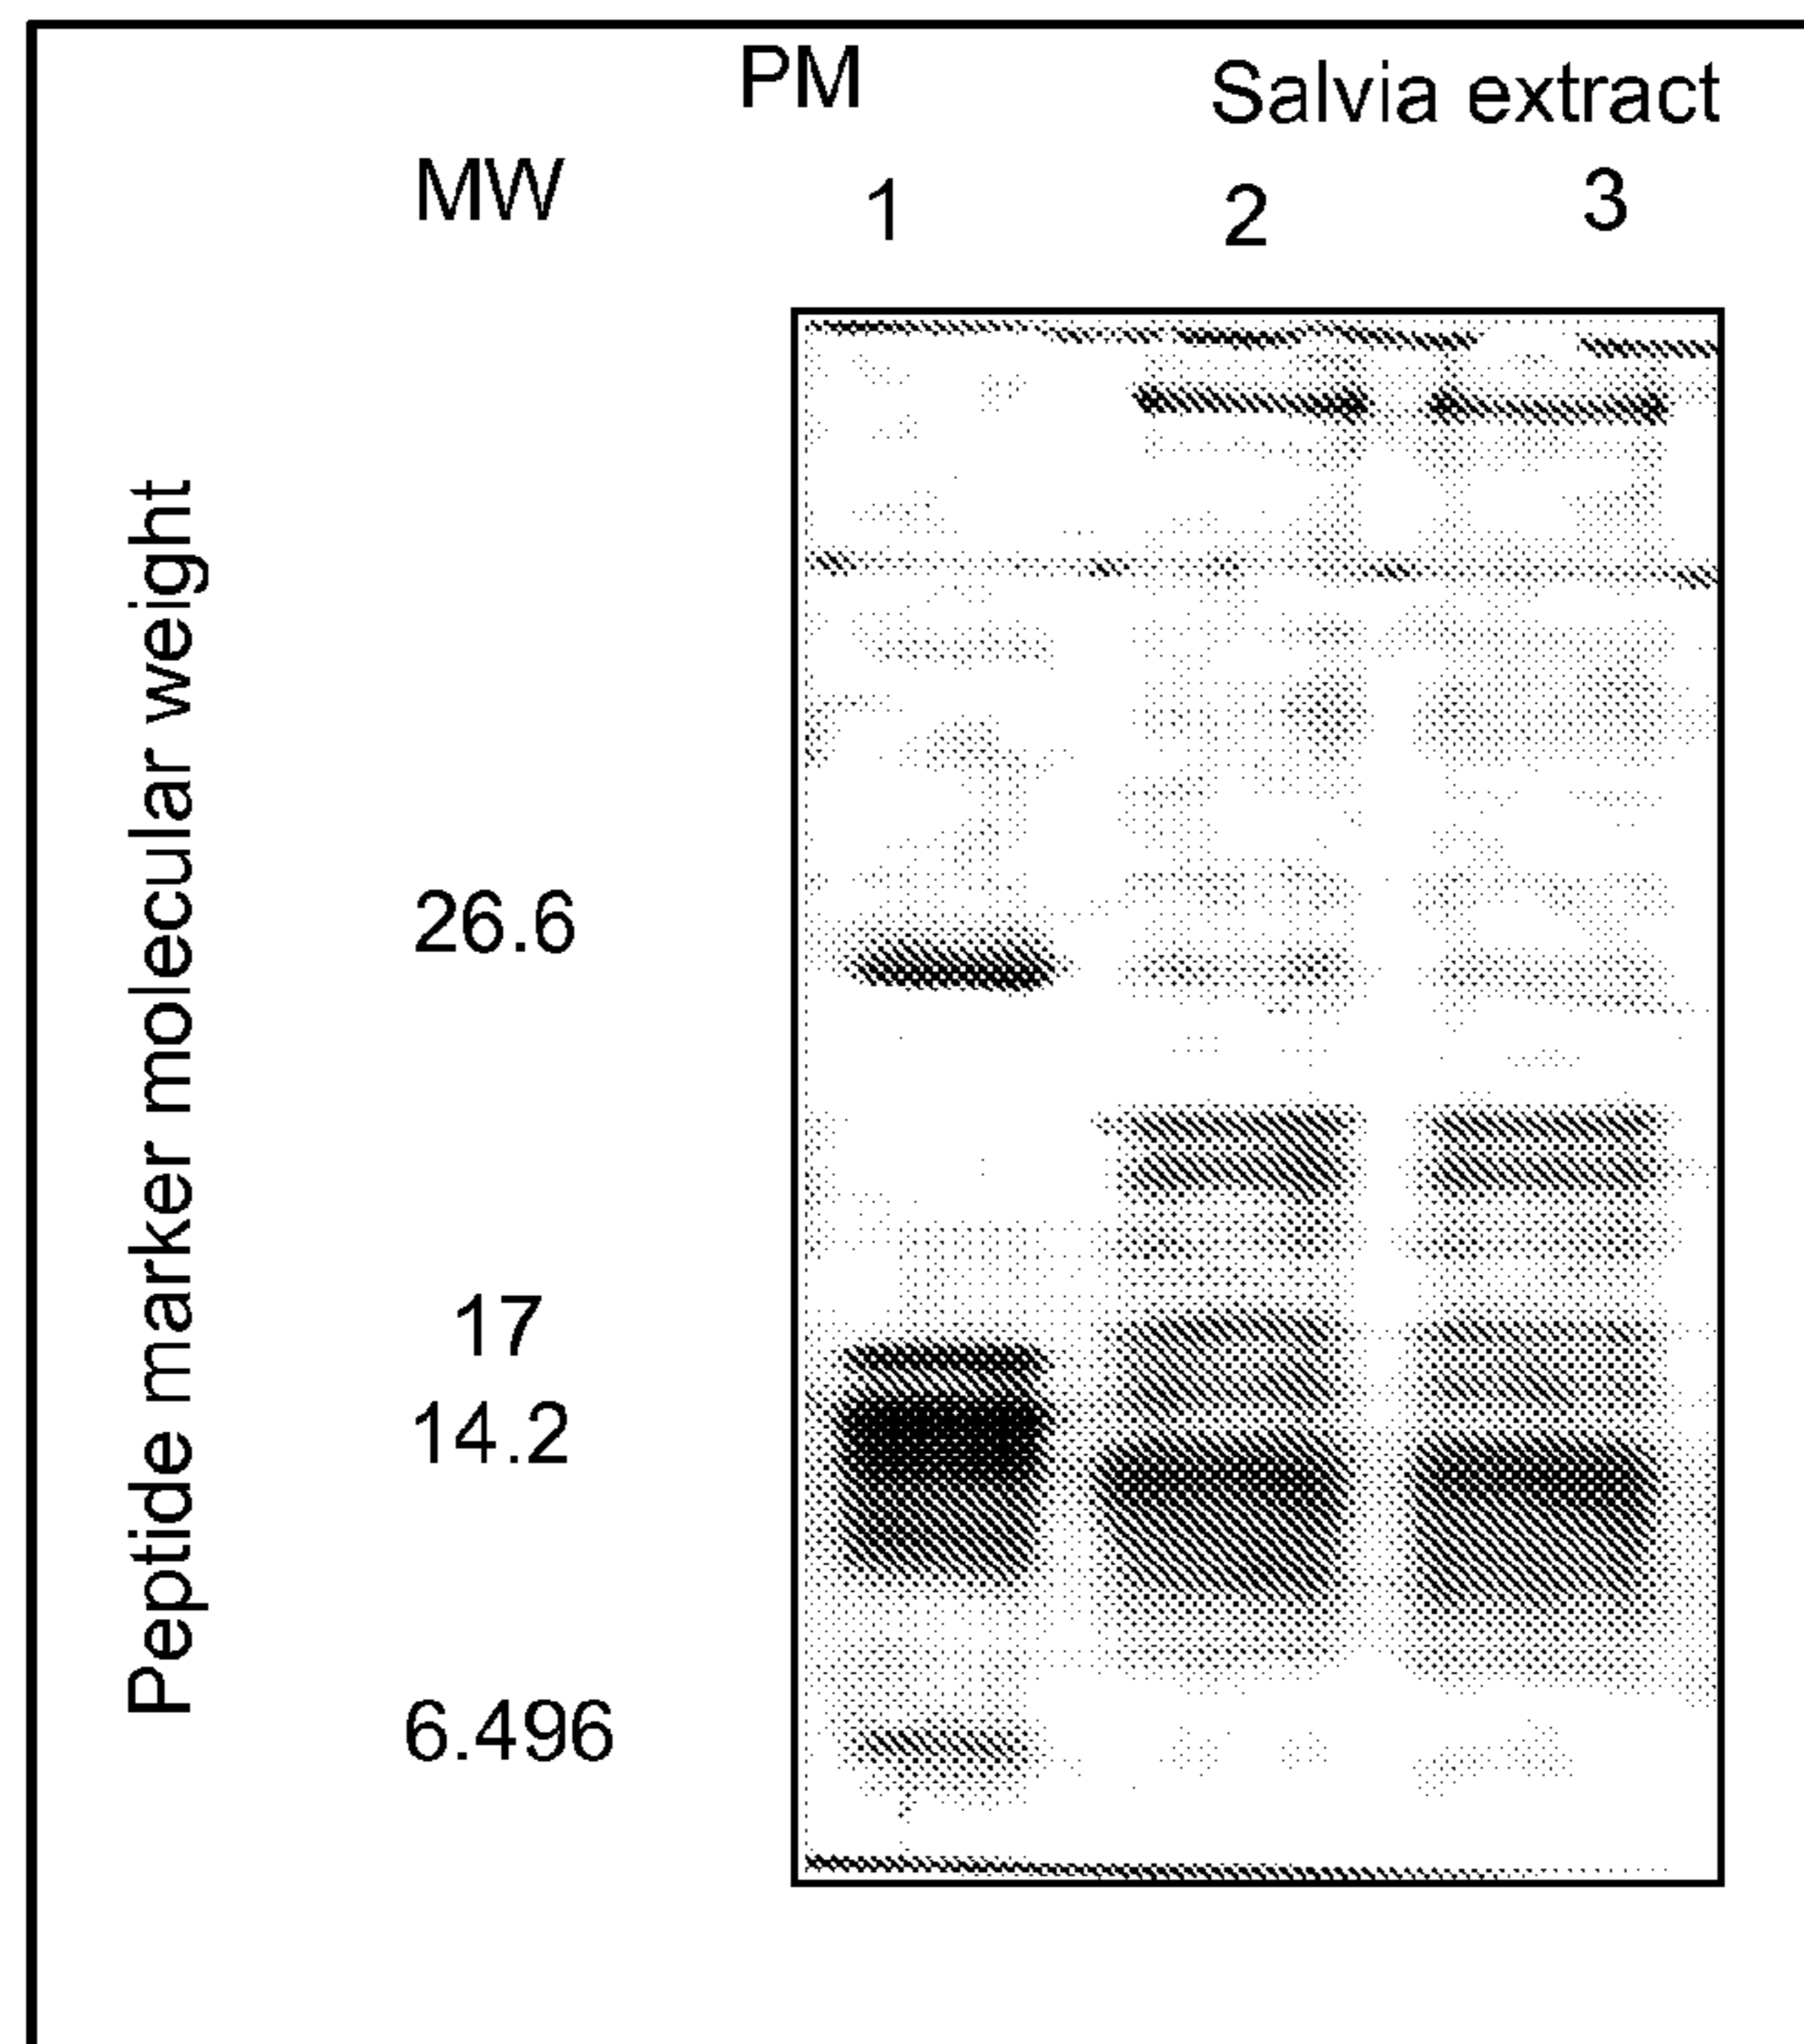 PM
Salvia extract
MW
1
2
3
Peptide marker molecular weight
26.6
17
14.2
6.496